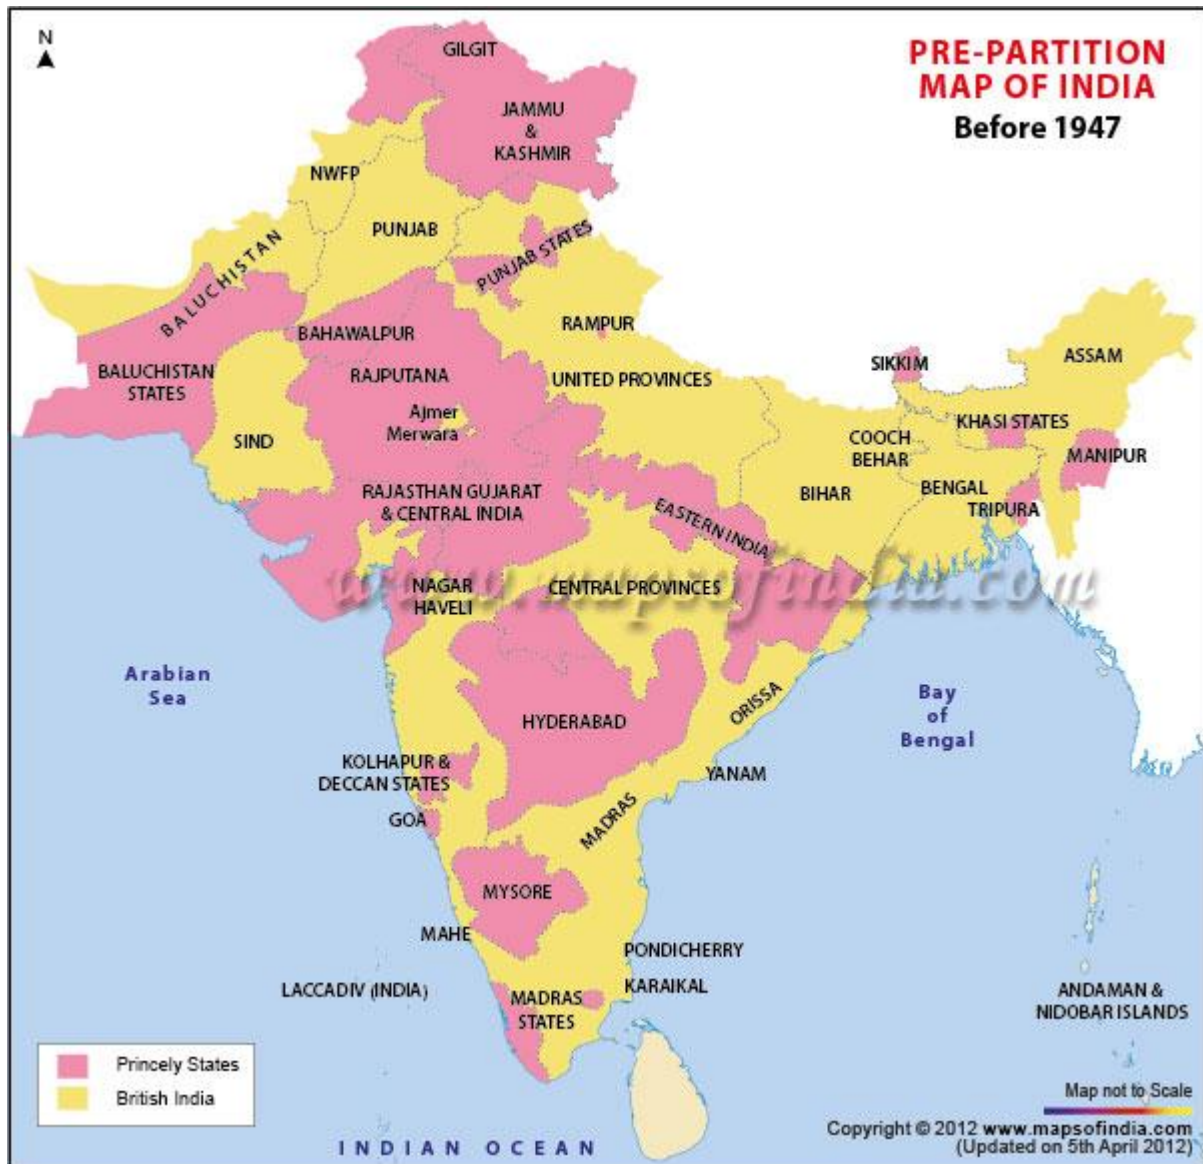 N
PRE-PARTITION
MAP OF INDIA
Before 1947
GILGIT
JAMMU
&
KASHMIR
NWFP
PUNJAB
PUNJAB STATES
BALUCHISTAN
BAHAWALPUR
RAMPUR
BALUCHISTAN
STATES
RAJPUTANA
UNITED PROVINCES
SIKKIM
ASSAM
Ajmer
Merwara
SIND
KHASI STATES
COOCH
BEHAR
MANIPUR
RAJASTHAN GUJARAT
& CENTRAL INDIA
BIHAR
BENGAL
TRIPURA
EASTERN INDIA
www.mapsofindia.com
NAGAR
HAVELI
CENTRAL PROVINCES
Arabian
Sea
HYDERABAD
ORISSA
Bay
of
Bengal
KOLHAPUR &
DECCAN STATES
YANAM
GOA
MADRAS
MYSORE
MAHE
PONDICHERRY
LACCADIV (INDIA)
KARAIKAL
MADRAS
STATES
ANDAMAN &
NIDOBAR ISLANDS
Princely States
British India
Map not to Scale
Copyright © 2012 www.mapsofindia.com
(Updated on 5th April 2012)
INDIAN OCEAN